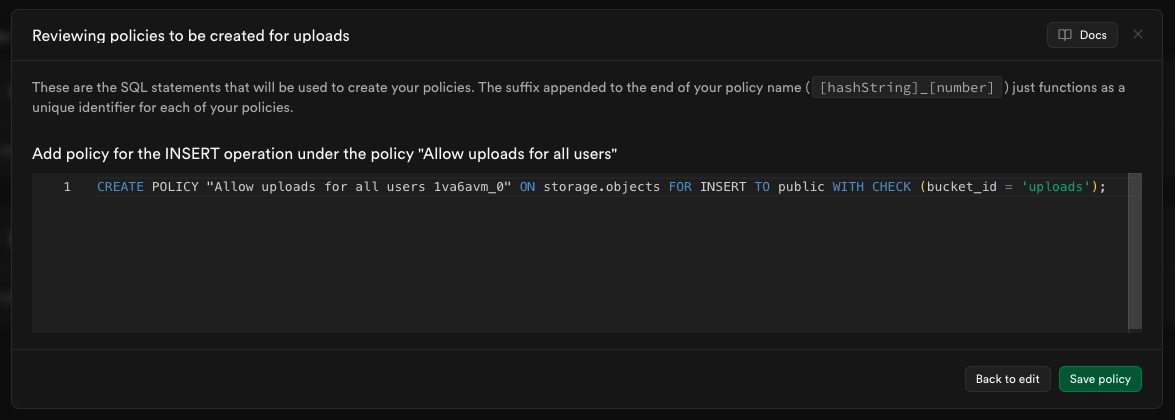 Reviewing policies to be created for uploads
Docs
These are the SQL statements that will be used to create your policies. The suffix appended to the end of your policy name ( [hashString]_[number] ) just functions as a
unique identifier for each of your policies.
Add policy for the INSERT operation under the policy "Allow uploads for all users"
1 CREATE POLICY "Allow uploads for all users 1va6avm_0" ON storage.objects FOR INSERT TO public WITH CHECK (bucket_id = 'uploads');
Back to edit
Save policy